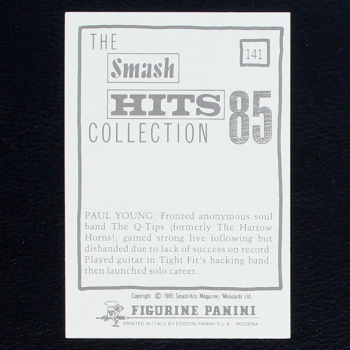 THE
Smash
141
HITS 85
COLLECTION
PAUL YOUNG: Fronted anonymous soul
band The Q-Tips (formerly The Harrow
Horns); gained strong live following but
disbanded due to lack of success on record.
Played guitar in Tight Fit's backing band,
then launched solo career.
Copyright © 1985 Smash Hits Magazine / Minicards Ltd.
FIGURINE PANINI
PRINTED IN ITALY BY EDIZIONI PANINI S.p.A. - MODENA